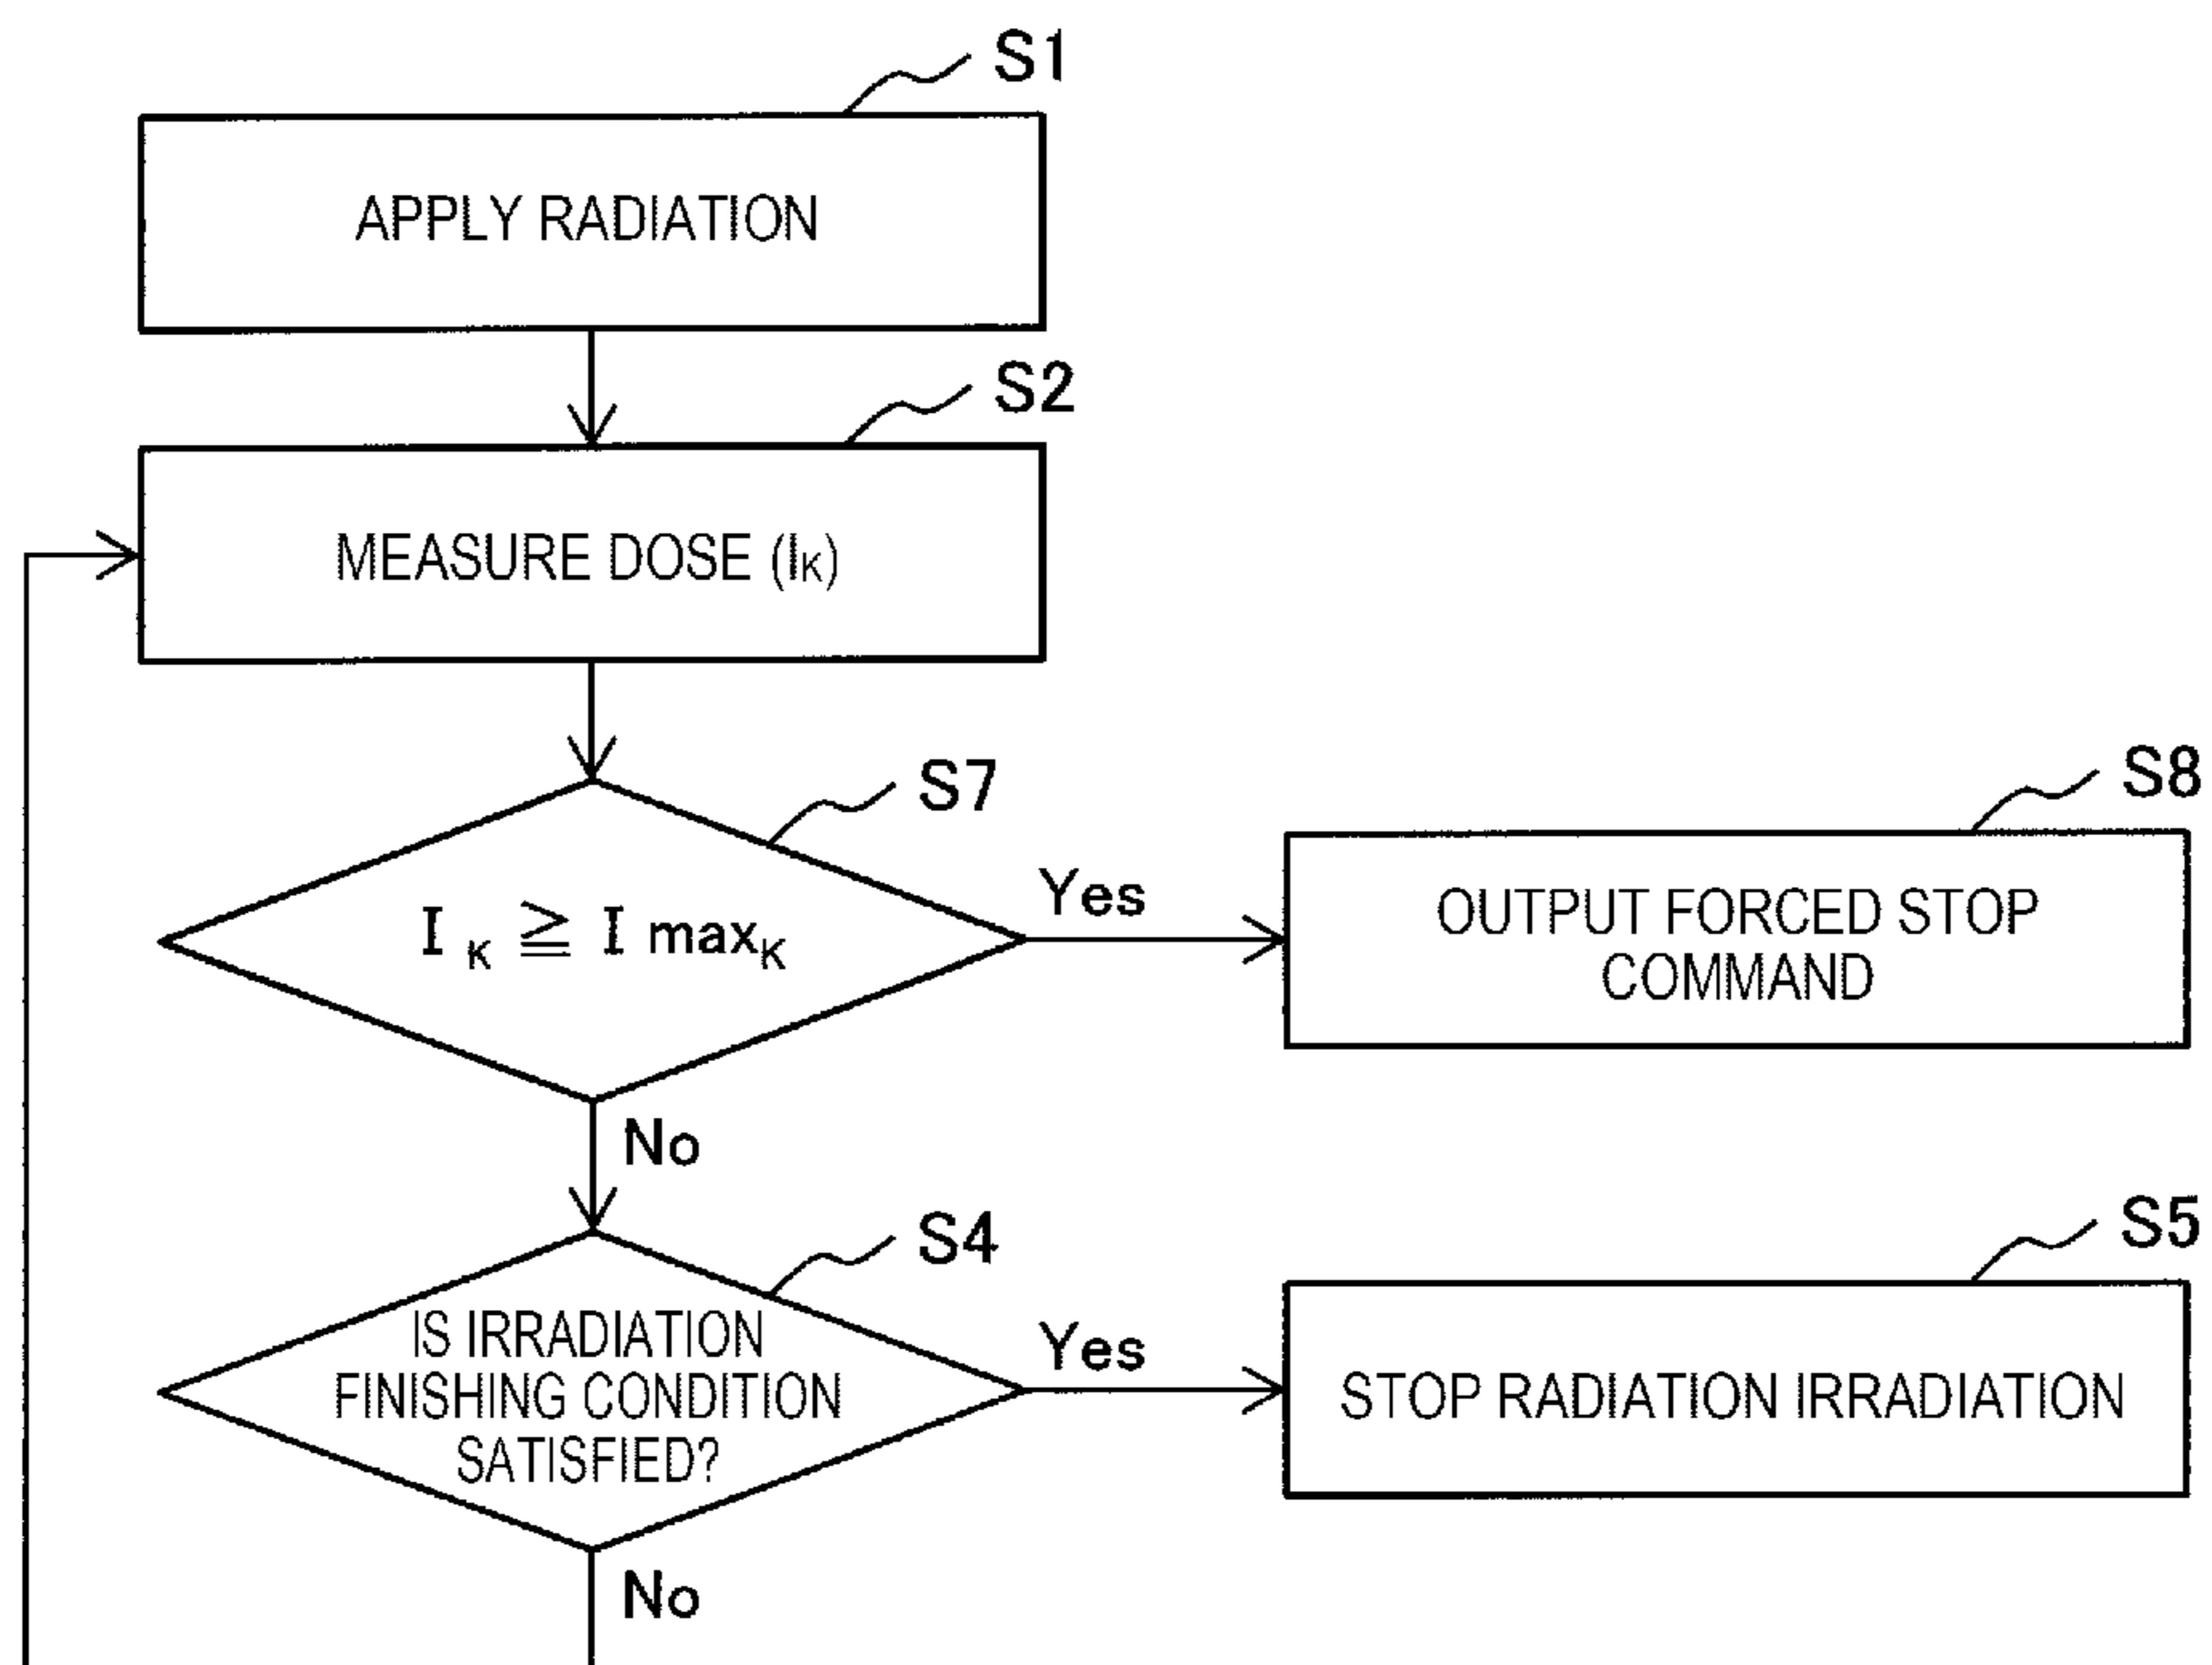 S1
APPLY RADIATION
S2
MEASURE DOSE (IK)
S7
I K ≧ I maxK
Yes
S8
OUTPUT FORCED STOP
COMMAND
No
S4
IS IRRADIATION
FINISHING CONDITION
SATISFIED?
Yes
S5
STOP RADIATION IRRADIATION
No